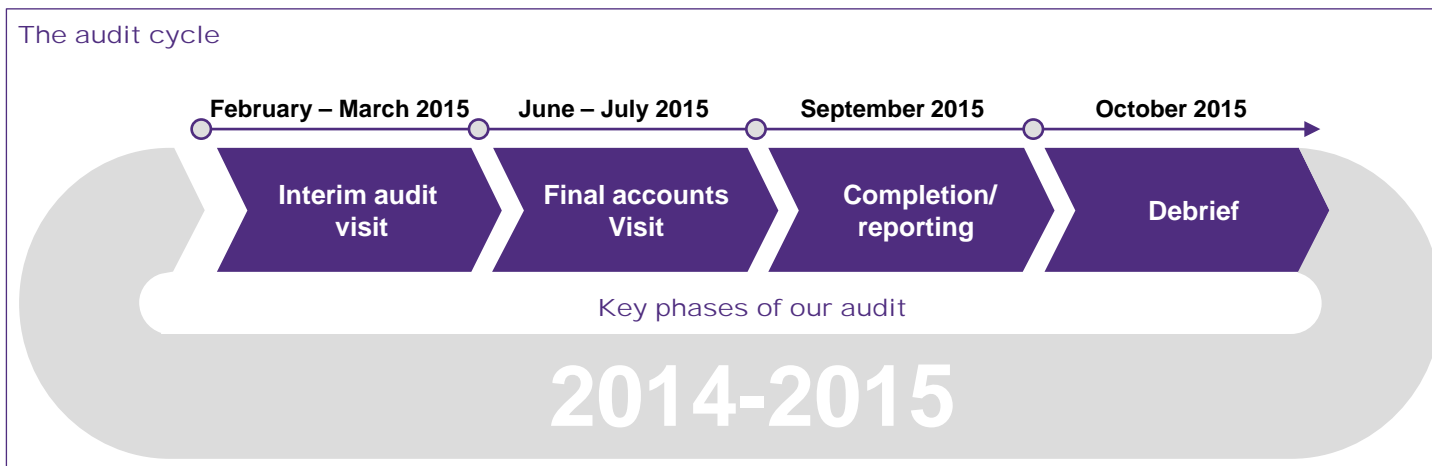 The audit cycle
February – March 2015
June – July 2015
September 2015
October 2015
Interim audit
visit
Final accounts
Visit
Completion/
reporting
Debrief
Key phases of our audit
2014-2015